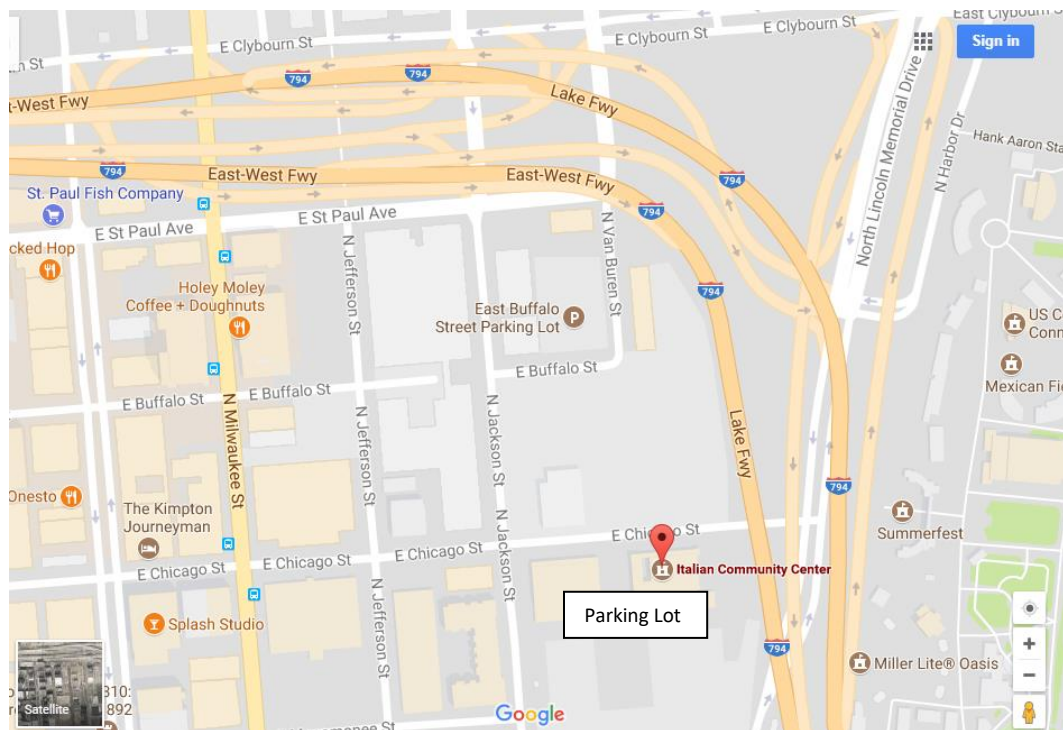 East Clybourn St
E Clybourn St
E Clybourn St
E Clybourn St
n St
Sign in
794
794
t-West Fwy
Lake Fwy
North Lincoln Memorial Drive
N Harbor Dr
Hank Aaron Sta
794
East-West Fwy
East-West Fwy
794
794
St. Paul Fish Company
E St Paul Ave
N Van Buren St
cked Hop
N Jefferson St
Holey Moley
Coffee + Doughnuts
East Buffalo
Street Parking Lot
P
794
US C
Conn
Mexican Fie
E Buffalo St
E Buffalo St
E Buffalo St
N Milwaukee St
N Jefferson St
N Jackson St
Lake Fwy
794
Onesto
The Kimpton
Journeyman
N Jackson St
Summerfest
E Chicago St
E Chicago St
E Chicago St
E Chicago St
Italian Community Center
N Jefferson St
Parking Lot
Splash Studio
794
Miller Lite® Oasis
Satellite
310:
892
Google